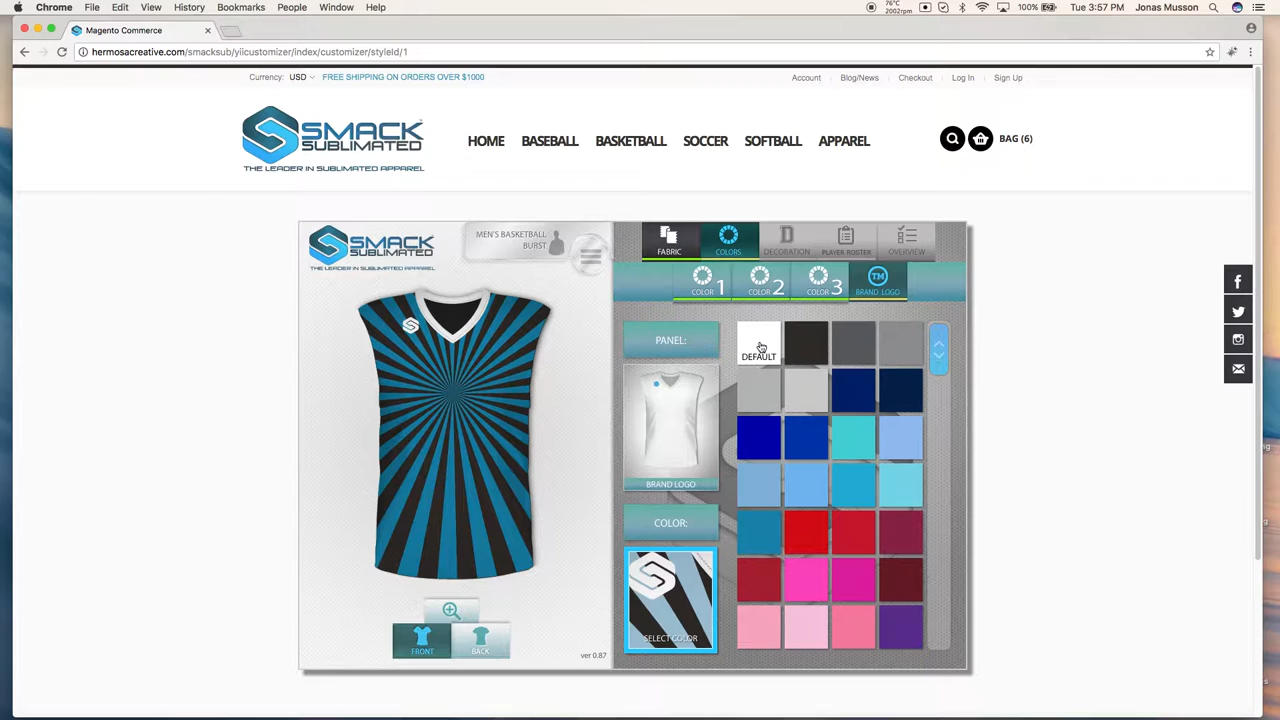 Chrome File Edit View History Bookmarks People Window Help
76°C
2002rpm
100%
Tue 3:57 PM Jonas Musson
Magento Commerce
hermosacreative.com/smacksub/yiicustomizer/index/customizer/styleId/1
Currency: USD FREE SHIPPING ON ORDERS OVER $1000
Account Blog/News Checkout Log In Sign Up
SMACK
SUBLIMATED
THE LEADER IN SUBLIMATED APPAREL
HOME BASEBALL BASKETBALL SOCCER SOFTBALL APPAREL
BAG (6)
SMACK
SUBLIMATED
THE LEADER IN SUBLIMATED APPAREL
MEN'S BASKETBALL
BURST
FABRIC COLORS DECORATION PLAYER ROSTER OVERVIEW
COLOR 1 COLOR 2 COLOR 3 TM BRAND LOGO
PANEL:
DEFAULT
BRAND LOGO
COLOR:
SELECT COLOR
FRONT BACK
ver 0.87